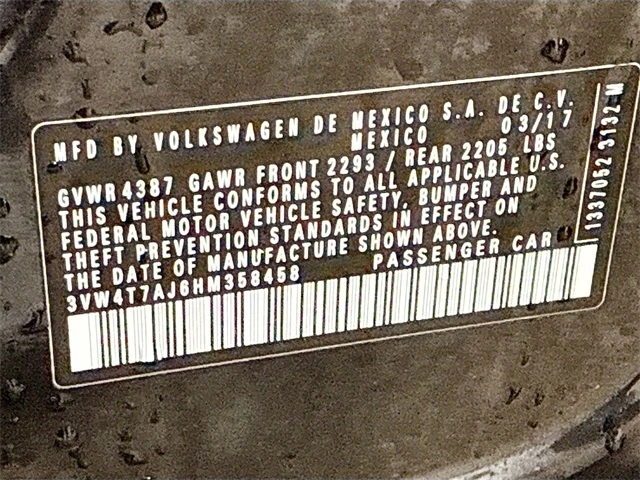 MFD BY VOLKSWAGEN DE MEXICO S.A. DE C.V.
MEXICO 03/17
GVWR 4387 GAWR FRONT 2293 / REAR 2205 LBS
THIS VEHICLE CONFORMS TO ALL APPLICABLE U.S.
FEDERAL MOTOR VEHICLE SAFETY, BUMPER AND
THEFT PREVENTION STANDARDS IN EFFECT ON
THE DATE OF MANUFACTURE SHOWN ABOVE.
3VW4T7AJ6HM358458 PASSENGER CAR
1337052 3132 M